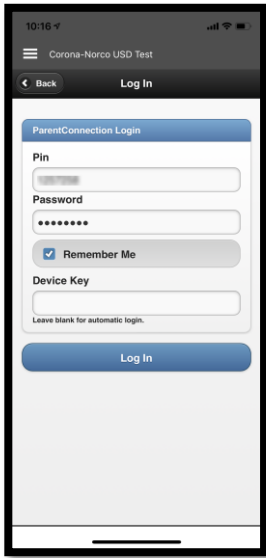 10:16
Corona-Norco USD Test
Back Log In
ParentConnection Login
Pin
Password
••••••••
Remember Me
Device Key
Leave blank for automatic login.
Log In